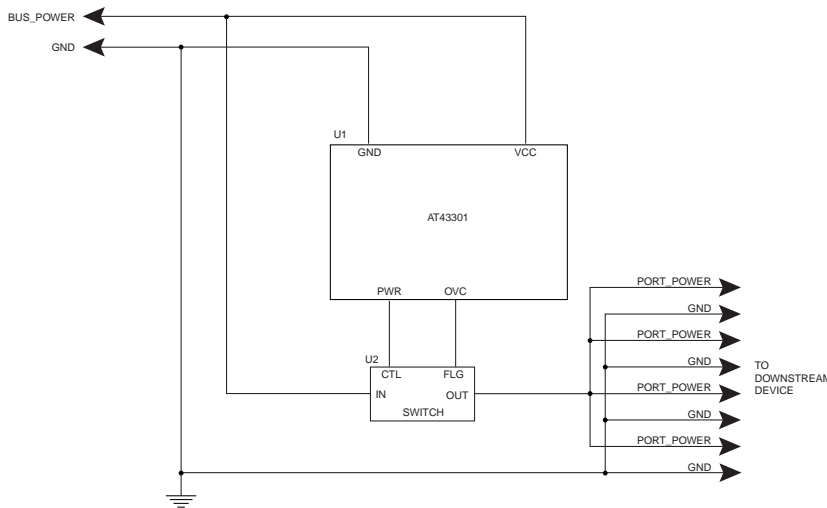 BUS_POWER
GND
U1
GND VCC
AT43301
PWR OVC
U2
CTL FLG
IN OUT
SWITCH
PORT_POWER
GND
PORT_POWER
GND
PORT_POWER
GND
PORT_POWER
GND
TO
DOWNSTREAM
DEVICE